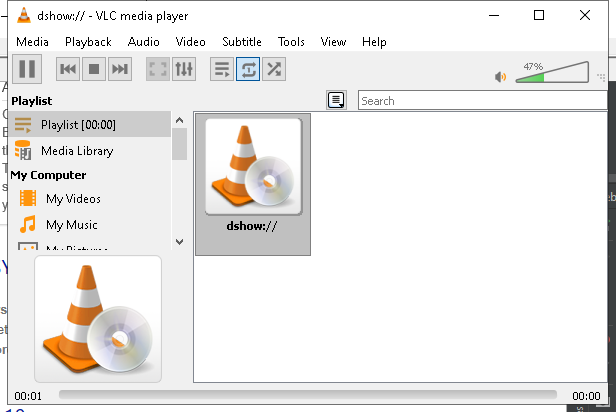 dshow:// - VLC media player
Media Playback Audio Video Subtitle Tools View Help
47%
Playlist
Search
Playlist [00:00]
Media Library
My Computer
My Videos
My Music
My Pictures
dshow://
00:01
00:00